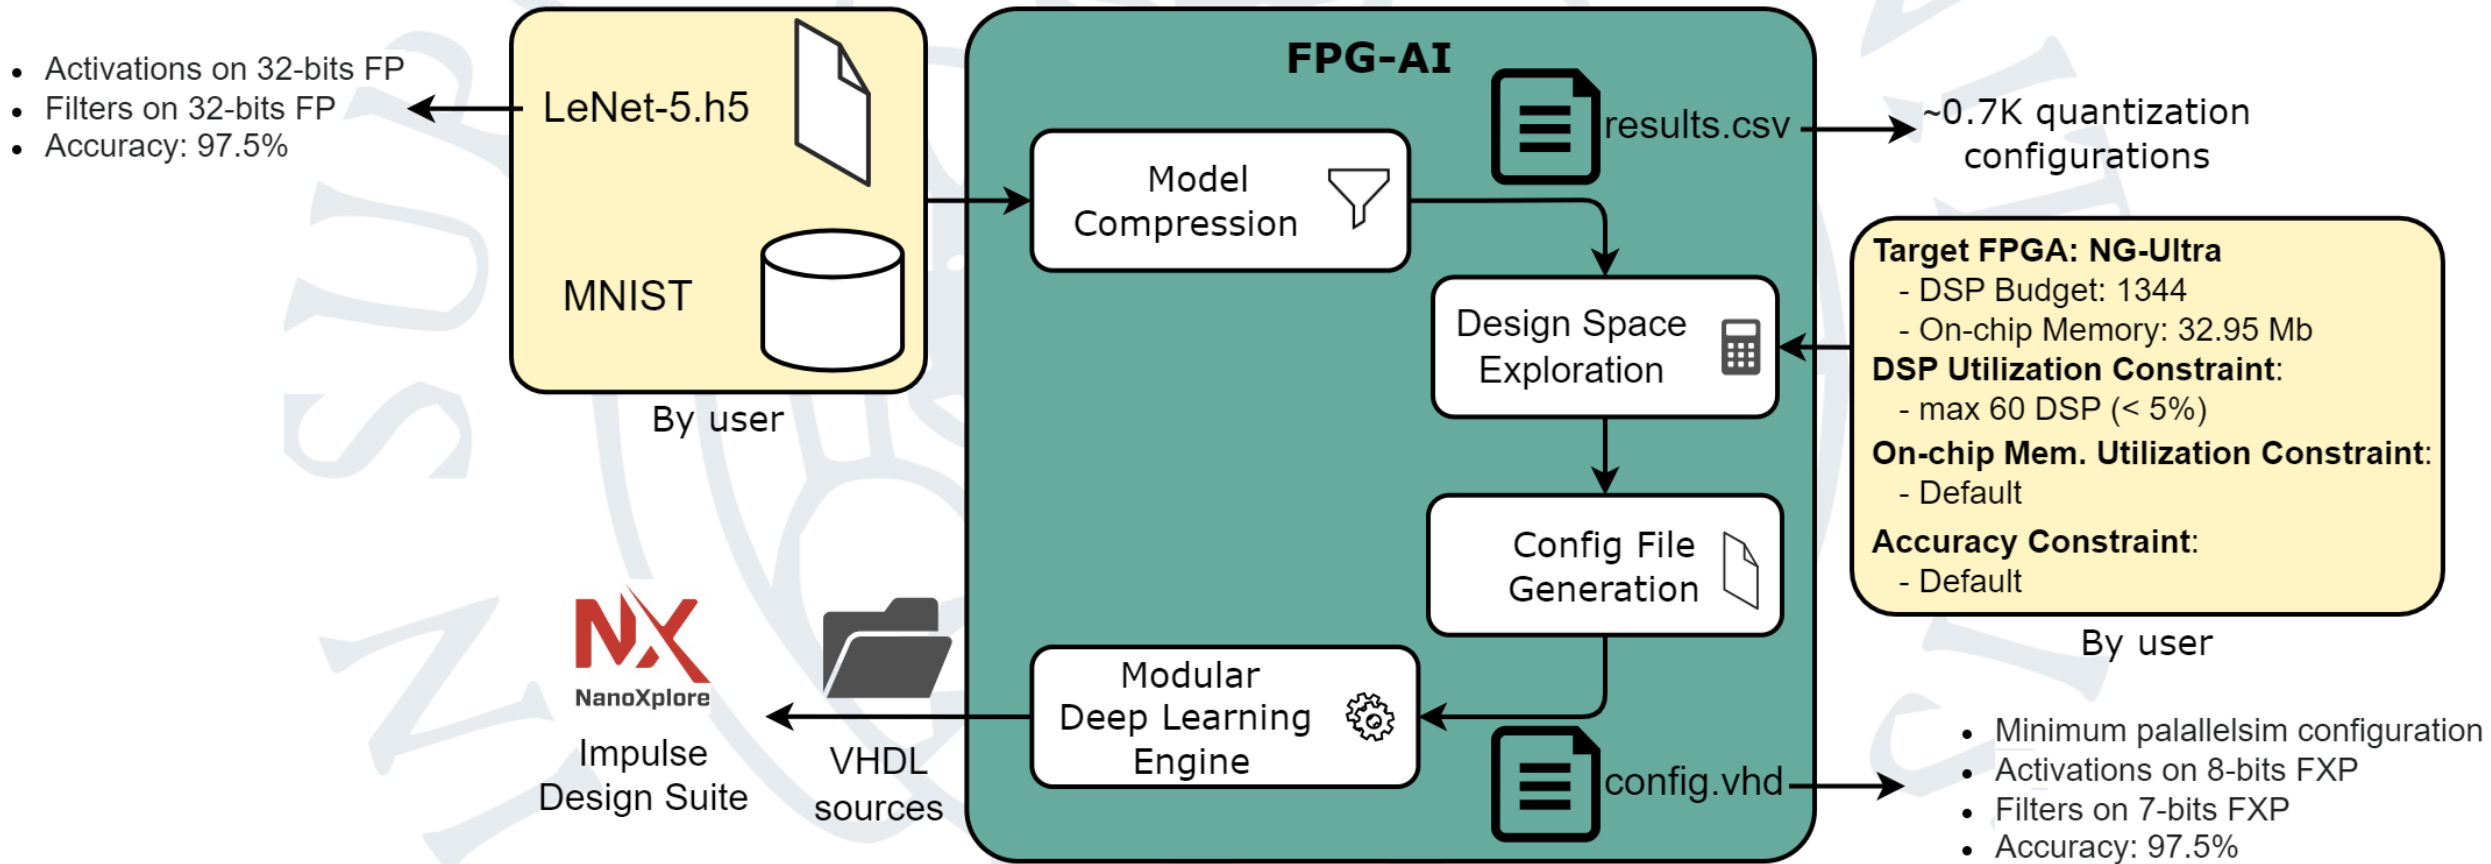 • Activations on 32-bits FP
• Filters on 32-bits FP
• Accuracy: 97.5%
LeNet-5.h5
MNIST
By user
FPG-AI
Model
Compression
results.csv
~0.7K quantization
configurations
Design Space
Exploration
Target FPGA: NG-Ultra
- DSP Budget: 1344
- On-chip Memory: 32.95 Mb
DSP Utilization Constraint:
- max 60 DSP (< 5%)
On-chip Mem. Utilization Constraint:
- Default
Accuracy Constraint:
- Default
By user
Config File
Generation
Modular
Deep Learning
Engine
config.vhd
• Minimum palallelsim configuration
• Activations on 8-bits FXP
• Filters on 7-bits FXP
• Accuracy: 97.5%
VHDL
sources
NX
NanoXplore
Impulse
Design Suite